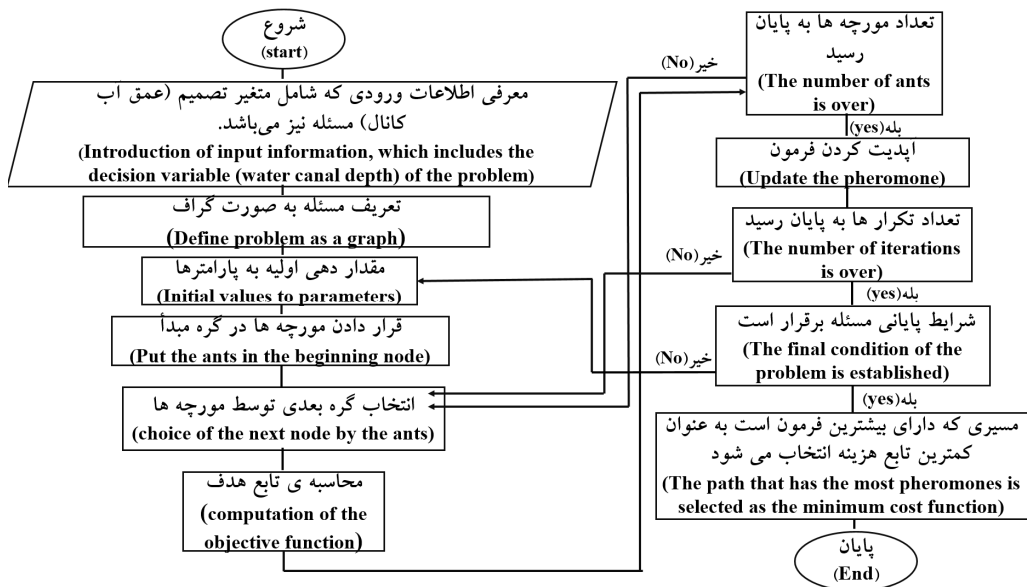 شروع
(start)
معرفی اطلاعات ورودی که شامل متغیر تصمیم (عمق آب
کانال) مسئله نیز می‌باشد.
(Introduction of input information, which includes the
decision variable (water canal depth) of the problem)
تعریف مسئله به صورت گراف
(Define problem as a graph)
مقدار دهی اولیه به پارامترها
(Initial values to parameters)
قرار دادن مورچه ها در گره مبدأ
(Put the ants in the beginning node)
انتخاب گره بعدی توسط مورچه ها
(choice of the next node by the ants)
محاسبه ی تابع هدف
(computation of the
objective function)
تعداد مورچه ها به پایان
رسید
(The number of ants
is over)
خیر(No)
بله(yes)
اپدیت کردن فرمون
(Update the pheromone)
تعداد تکرار ها به پایان رسید
(The number of iterations
is over)
خیر(No)
بله(yes)
شرایط پایانی مسئله برقرار است
(The final condition of the
problem is established)
خیر(No)
بله(yes)
مسیری که دارای بیشترین فرمون است به عنوان
کمترین تابع هزینه انتخاب می شود
(The path that has the most pheromones is
selected as the minimum cost function)
پایان
(End)